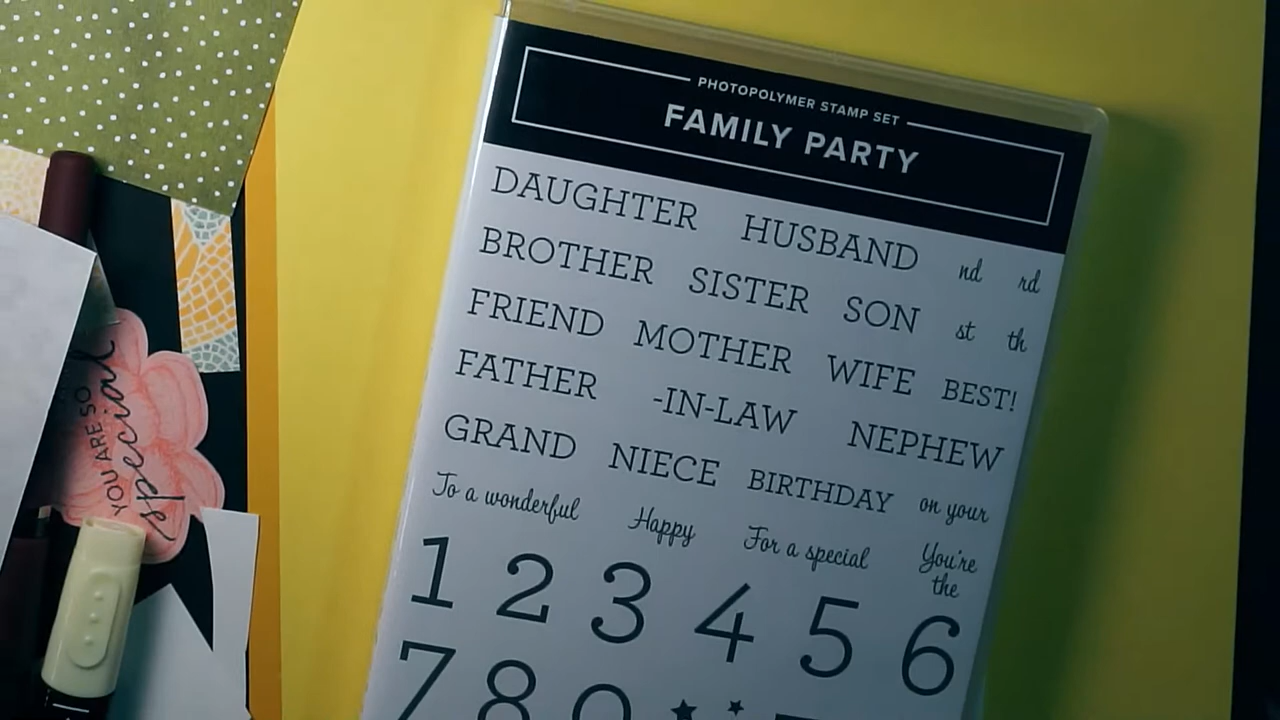 PHOTOPOLYMER STAMP SET
FAMILY PARTY
DAUGHTER HUSBAND nd rd
BROTHER SISTER SON st th
FRIEND MOTHER WIFE BEST!
FATHER -IN-LAW NEPHEW
GRAND NIECE BIRTHDAY on your
To a wonderful Happy For a special You're
the
1 2 3 4 5 6
7 8
YOU ARE SO
special